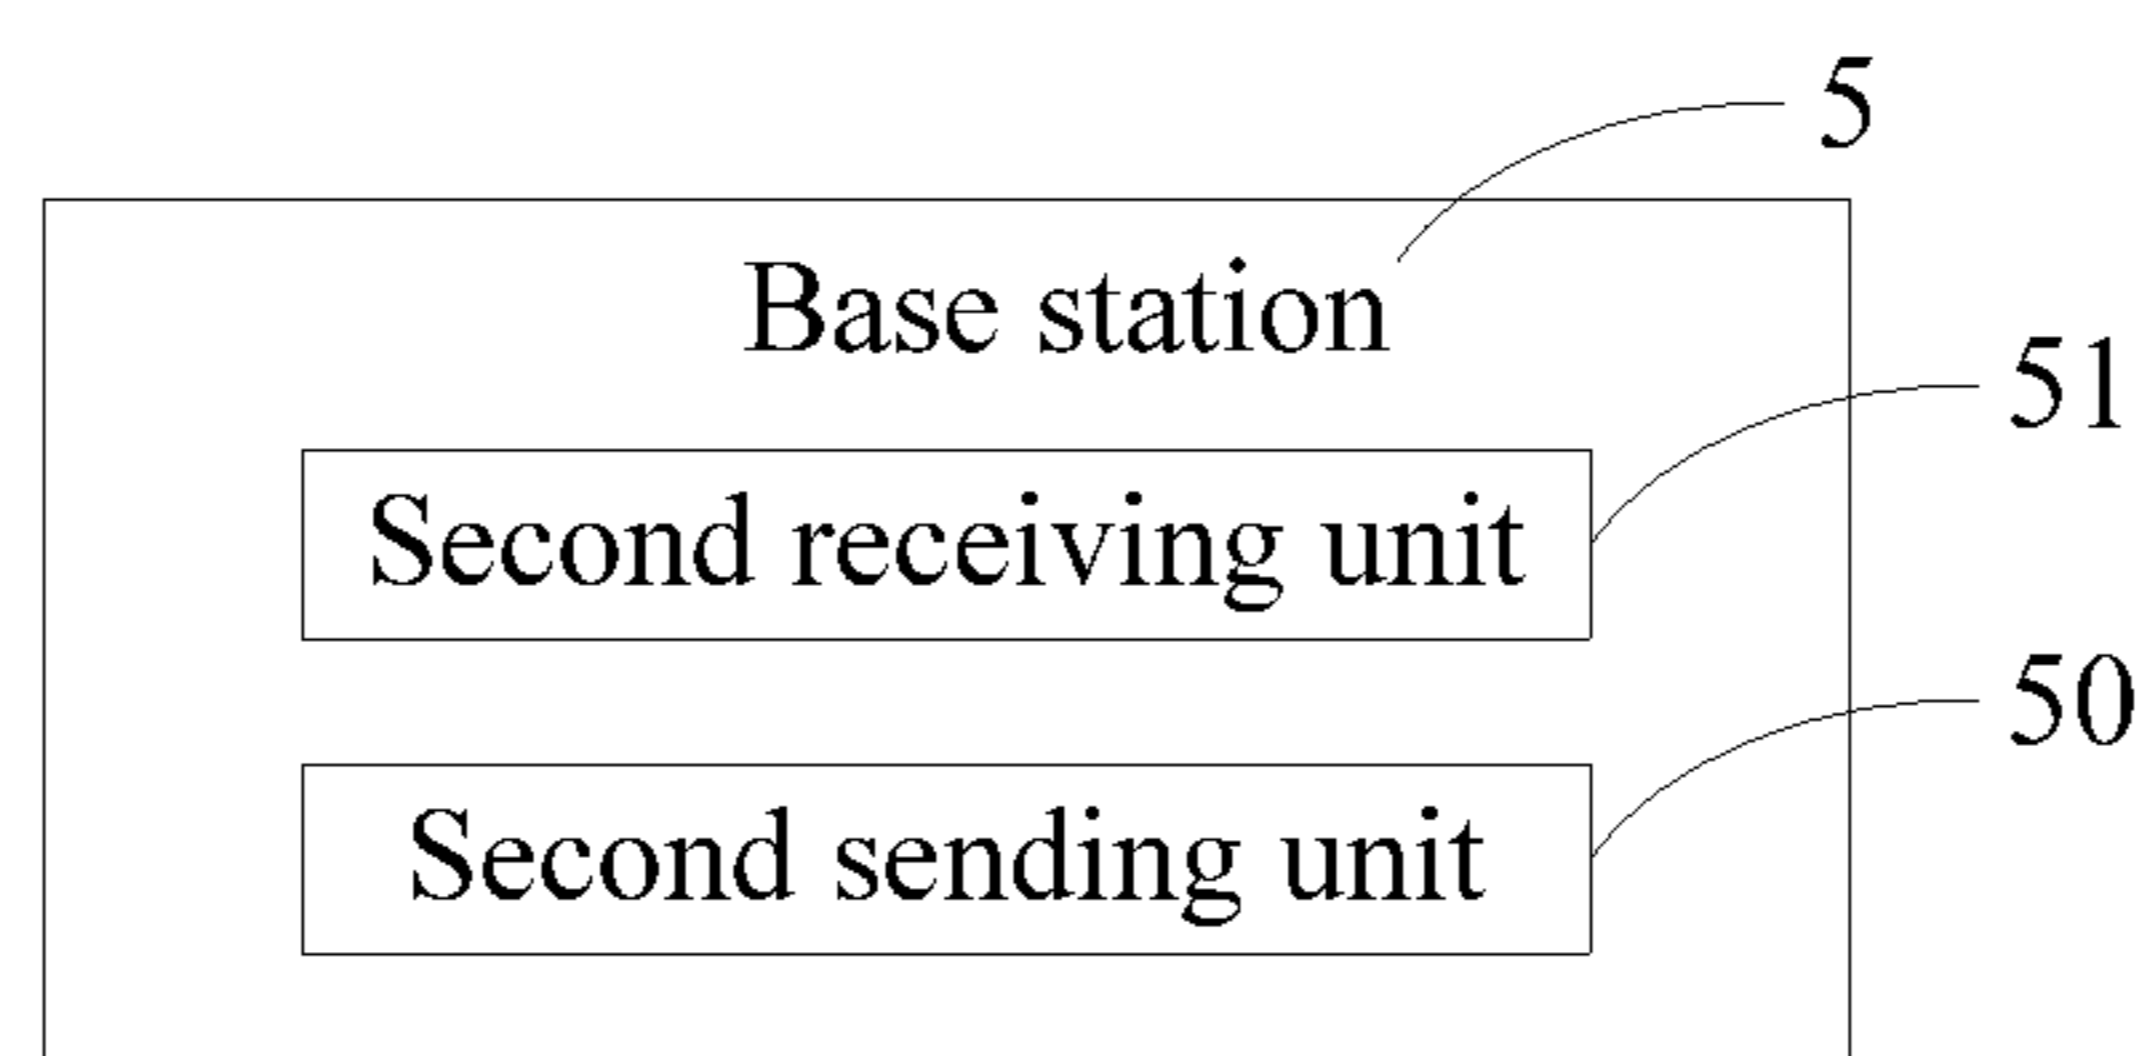 5
Base station
51
Second receiving unit
50
Second sending unit